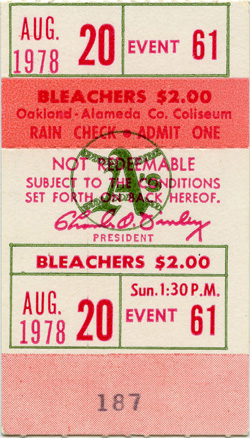 AUG. 20 EVENT 61
1978
BLEACHERS $2.00
Oakland-Alameda Co. Coliseum
RAIN CHECK • ADMIT ONE
NOT REDEEMABLE
SUBJECT TO THE CONDITIONS
SET FORTH ON BACK HEREOF.
Charles O. Finley
PRESIDENT
BLEACHERS $2.00
AUG. 20 Sun. 1:30 P.M.
1978 EVENT 61
187